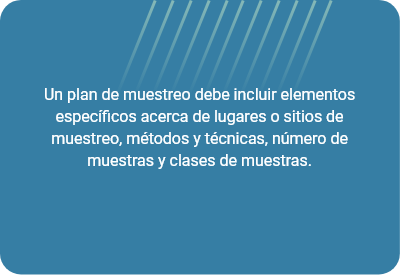 Un plan de muestreo debe incluir elementos
específicos acerca de lugares o sitios de
muestreo, métodos y técnicas, número de
muestras y clases de muestras.